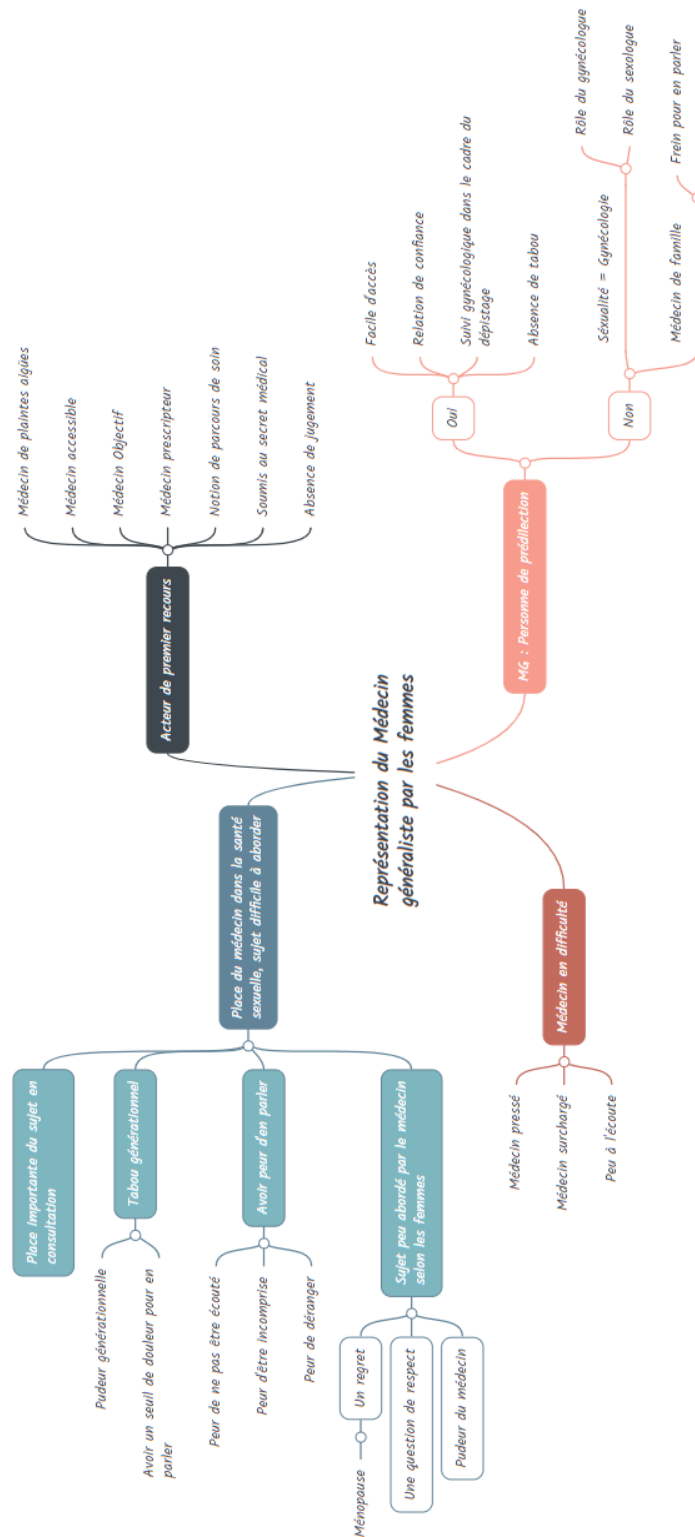 Représentation du Médecin
généraliste par les femmes
Acteur de premier recours
Médecin de plaintes aigües
Médecin accessible
Médecin Objectif
Médecin prescripteur
Notion de parcours de soin
Soumis au secret médical
Absence de jugement
MG : Personne de prédilection
Oui
Facile d'accès
Relation de confiance
Suivi gynécologique dans le cadre du
dépistage
Absence de tabou
Non
Séxualité = Gynécologie
Rôle du gynécologue
Rôle du sexologue
Médecin de famille
Frein pour en parler
Place du médecin dans la santé
sexuelle, sujet difficile à aborder
Place importante du sujet en
consultation
Tabou générationnel
Pudeur générationnelle
Avoir un seuil de douleur pour en
parler
Avoir peur d'en parler
Peur de ne pas être écouté
Peur d'être incomprise
Peur de déranger
Sujet peu abordé par le médecin
selon les femmes
Un regret
Ménopause
Une question de respect
Pudeur du médecin
Médecin en difficulté
Médecin pressé
Médecin surchargé
Peu à l'écoute